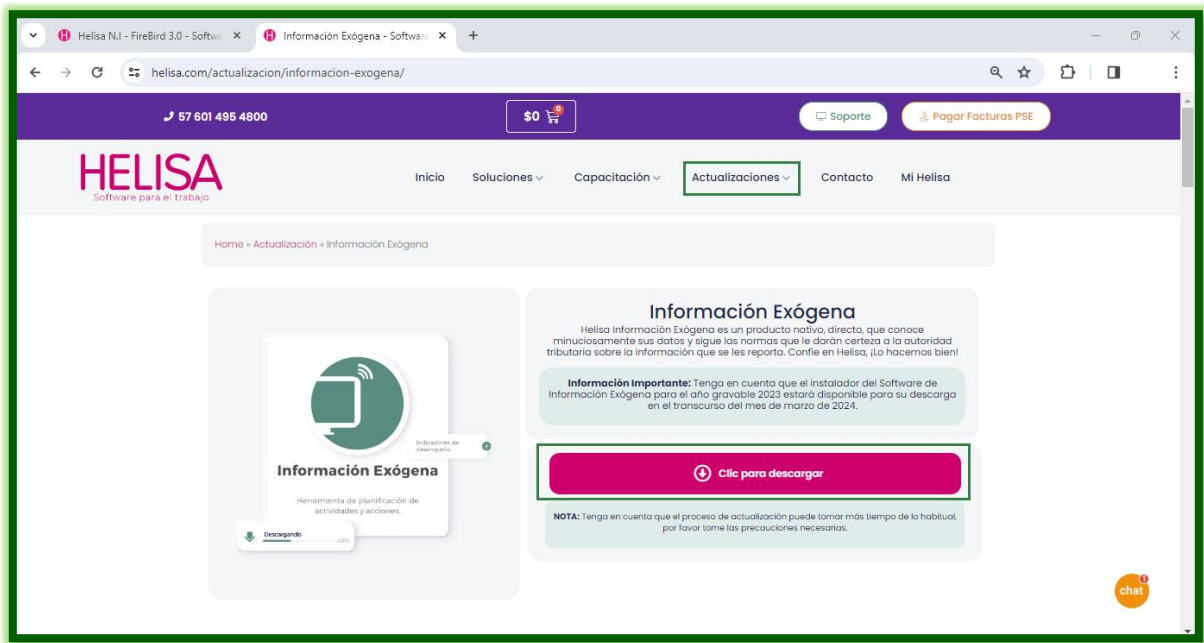 Helisa N.I - FireBird 3.0 - Softw
Información Exógena - Softwar
helisa.com/actualizacion/informacion-exogena/
57 601 495 4800
$0
0
Soporte
Pagar Facturas PSE
HELISA
Software para el trabajo
Inicio
Soluciones
Capacitación
Actualizaciones
Contacto
Mi Helisa
Home » Actualización » Información Exógena
Información Exógena
Helisa Información Exógena es un producto nativo, directo, que conoce
minuciosamente sus datos y sigue las normas que le darán certeza a la autoridad
tributaria sobre la información que se les reporta. Confíe en Helisa, ¡Lo hacemos bien!
Información Importante: Tenga en cuenta que el instalador del Software de
Información Exógena para el año gravable 2023 estará disponible para su descarga
en el transcurso del mes de marzo de 2024.
Clic para descargar
NOTA: Tenga en cuenta que el proceso de actualización puede tomar más tiempo de lo habitual,
por favor tome las precauciones necesarias.
Indicadores de
desempeño
Información Exógena
Herramienta de planificación de
actividades y acciones.
Descargando
chat
1